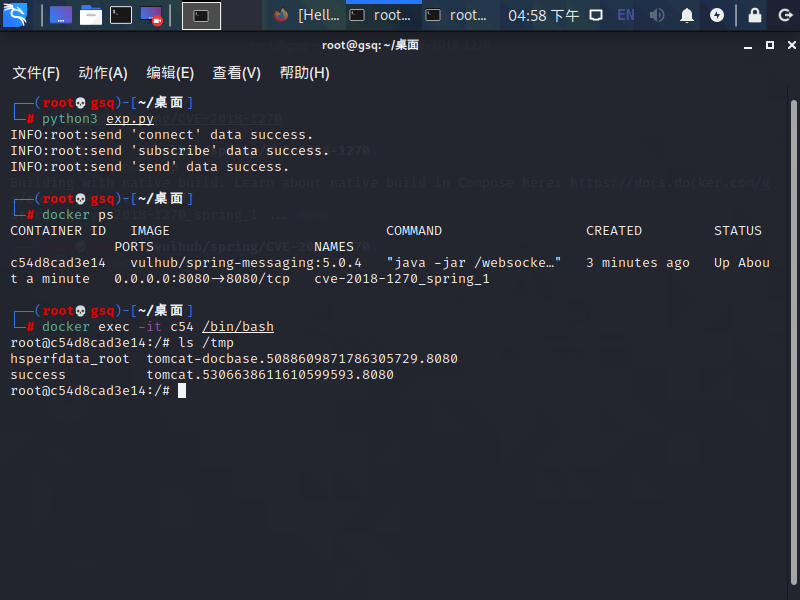 [Hell...
root...
root...
04:58 下午
EN
root@gsq: ~/桌面
文件(F) 动作(A) 编辑(E) 查看(V) 帮助(H)
┌──(root💀gsq)-[~/桌面]
└─# python3 exp.py
INFO:root:send 'connect' data success.
INFO:root:send 'subscribe' data success.
INFO:root:send 'send' data success.
┌──(root💀gsq)-[~/桌面]
└─# docker ps
CONTAINER ID   IMAGE                           COMMAND                  CREATED         STATUS
PORTS                    NAMES
c54d8cad3e14   vulhub/spring-messaging:5.0.4   "java -jar /websocke…"   3 minutes ago   Up Abou
t a minute   0.0.0.0:8080->8080/tcp   cve-2018-1270_spring_1
┌──(root💀gsq)-[~/桌面]
└─# docker exec -it c54 /bin/bash
root@c54d8cad3e14:/# ls /tmp
hsperfdata_root  tomcat-docbase.5088609871786305729.8080
success          tomcat.5306638611610599593.8080
root@c54d8cad3e14:/#